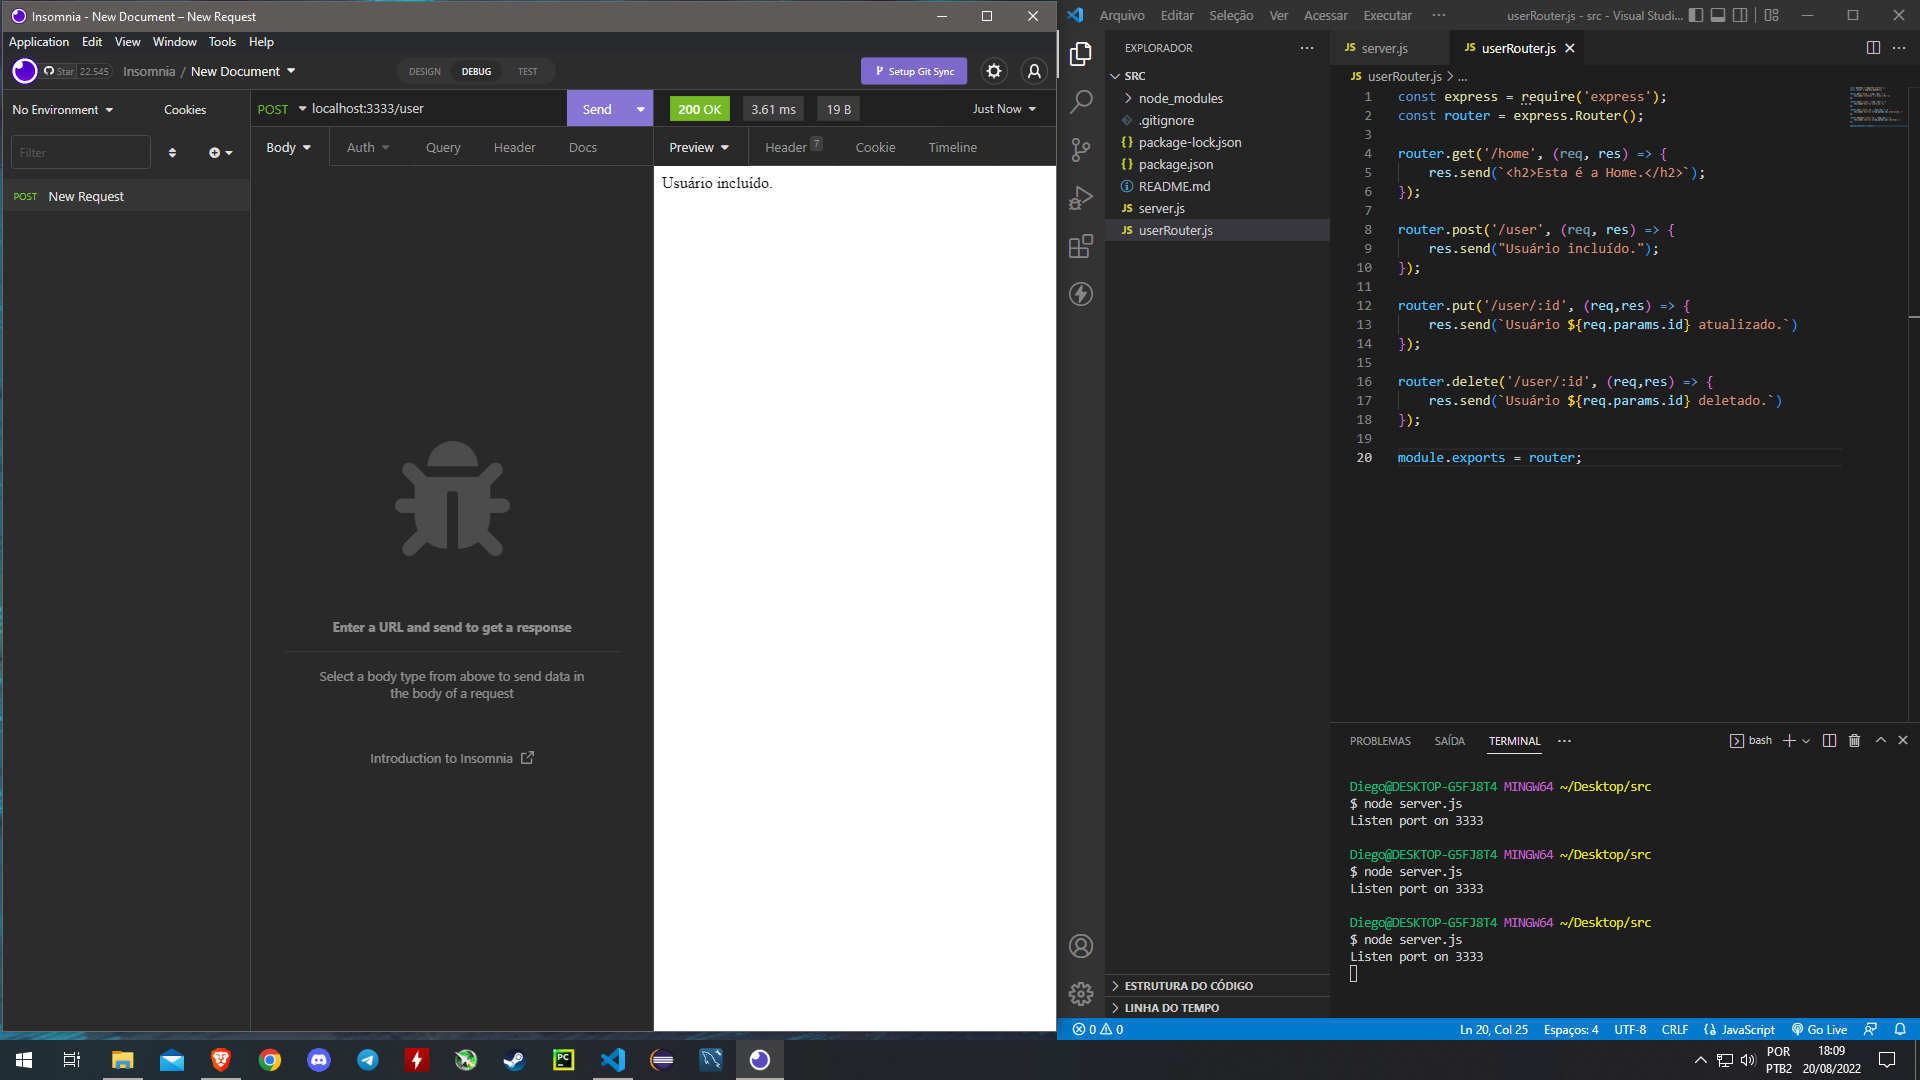 Insomnia - New Document – New Request
Application Edit View Window Tools Help
Star 22.545 Insomnia / New Document
DESIGN DEBUG TEST
Setup Git Sync
No Environment Cookies
Filter
POST New Request
POST localhost:3333/user Send
Body Auth Query Header Docs
Enter a URL and send to get a response
Select a body type from above to send data in
the body of a request
Introduction to Insomnia
200 OK 3.61 ms 19 B Just Now
Preview Header 7 Cookie Timeline
Usuário incluído.
Arquivo Editar Seleção Ver Acessar Executar ··· userRouter.js - src - Visual Studi...
EXPLORADOR ···
SRC
node_modules
.gitignore
{} package-lock.json
{} package.json
README.md
JS server.js
JS userRouter.js
ESTRUTURA DO CÓDIGO
LINHA DO TEMPO
JS server.js JS userRouter.js
JS userRouter.js > ...
1 const express = require('express');
2 const router = express.Router();
3
4 router.get('/home', (req, res) => {
5 res.send(`<h2>Esta é a Home.</h2>`);
6 });
7
8 router.post('/user', (req, res) => {
9 res.send("Usuário incluído.");
10 });
11
12 router.put('/user/:id', (req,res) => {
13 res.send(`Usuário ${req.params.id} atualizado.`)
14 });
15
16 router.delete('/user/:id', (req,res) => {
17 res.send(`Usuário ${req.params.id} deletado.`)
18 });
19
20 module.exports = router;
PROBLEMAS SAÍDA TERMINAL ··· bash
Diego@DESKTOP-G5FJ8T4 MINGW64 ~/Desktop/src
$ node server.js
Listen port on 3333
Diego@DESKTOP-G5FJ8T4 MINGW64 ~/Desktop/src
$ node server.js
Listen port on 3333
Diego@DESKTOP-G5FJ8T4 MINGW64 ~/Desktop/src
$ node server.js
Listen port on 3333
0 0 Ln 20, Col 25 Espaços: 4 UTF-8 CRLF JavaScript Go Live
PC
POR
PTB2
18:09
20/08/2022